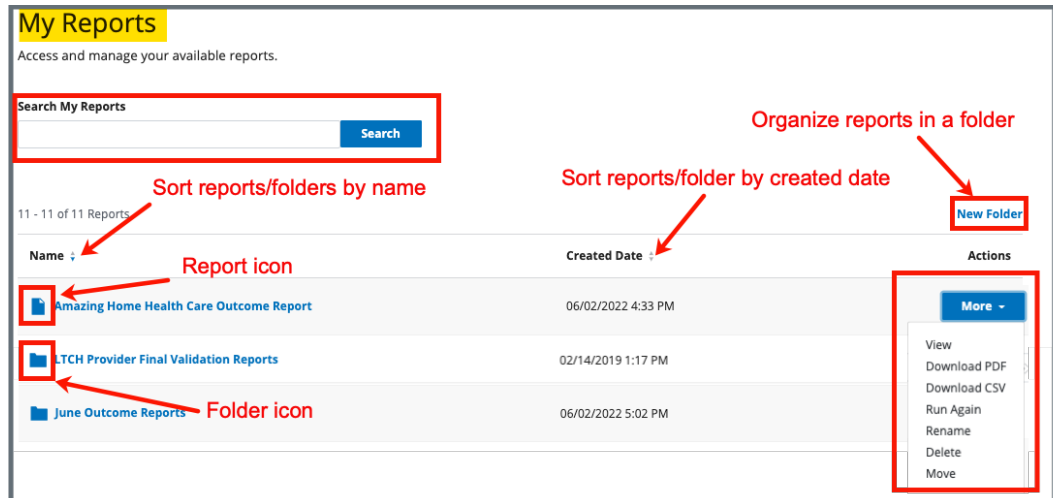 My Reports
Access and manage your available reports.
Search My Reports
Search
Organize reports in a folder
Sort reports/folders by name
Sort reports/folder by created date
11 - 11 of 11 Reports
New Folder
Name
Created Date
Actions
Report icon
Amazing Home Health Care Outcome Report
06/02/2022 4:33 PM
More
View
LTCH Provider Final Validation Reports
02/14/2019 1:17 PM
Download PDF
Download CSV
Folder icon
June Outcome Reports
06/02/2022 5:02 PM
Run Again
Rename
Delete
Move